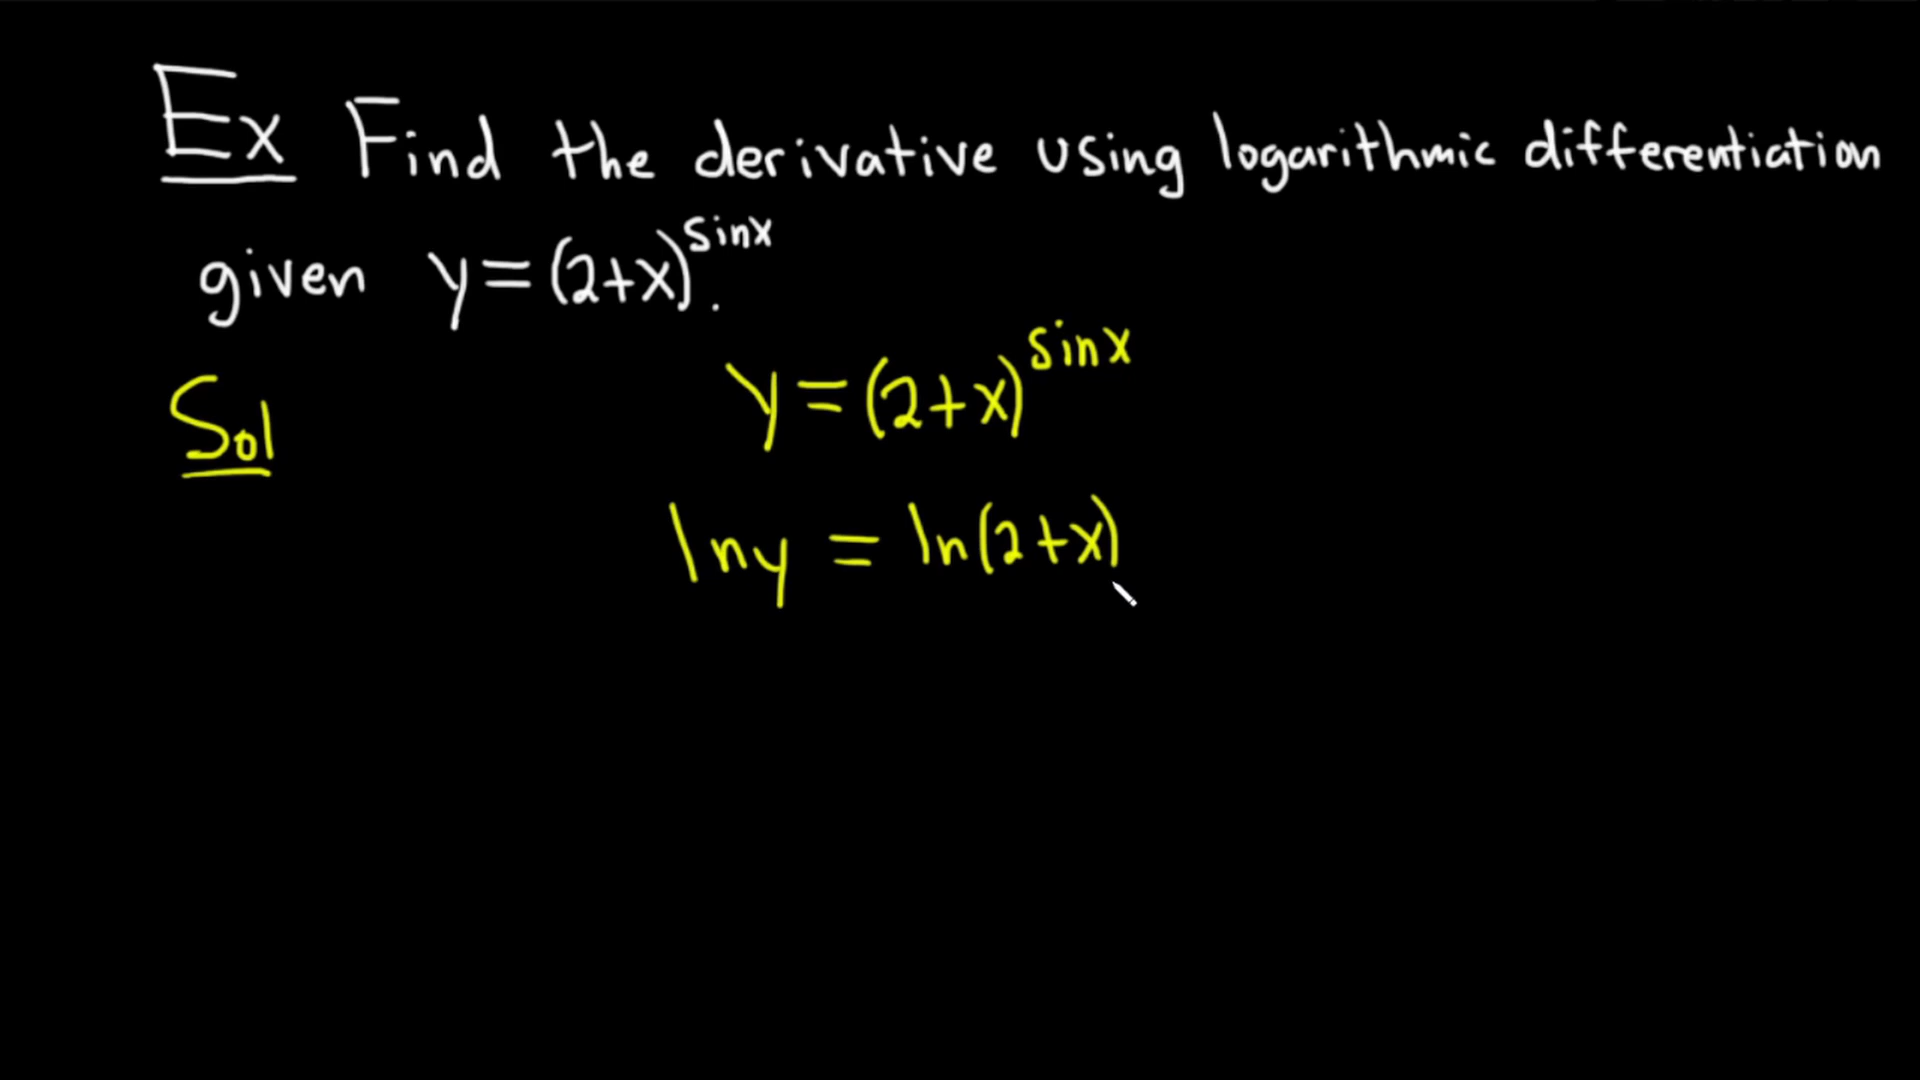 Ex Find the derivative using logarithmic differentiation
given y=(2+x)^sinx.
Sol
y=(2+x)^sinx
lny = ln(2+x)